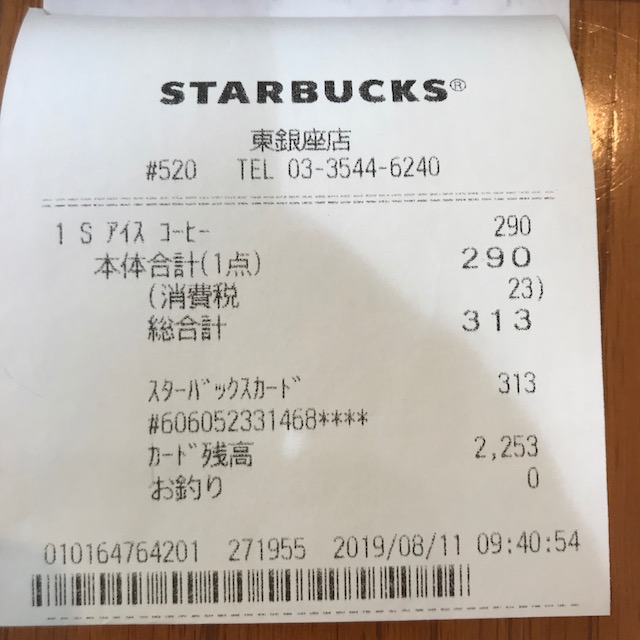 STARBUCKS®
東銀座店
#520 TEL 03-3544-6240
1 S ｱｲｽ ｺｰﾋｰ 290
本体合計(1点) 290
(消費税 23)
総合計 313
ｽﾀｰﾊﾞｯｸｽｶｰﾄﾞ 313
#606052331468****
ｶｰﾄﾞ残高 2,253
お釣り 0
010164764201 271955 2019/08/11 09:40:54